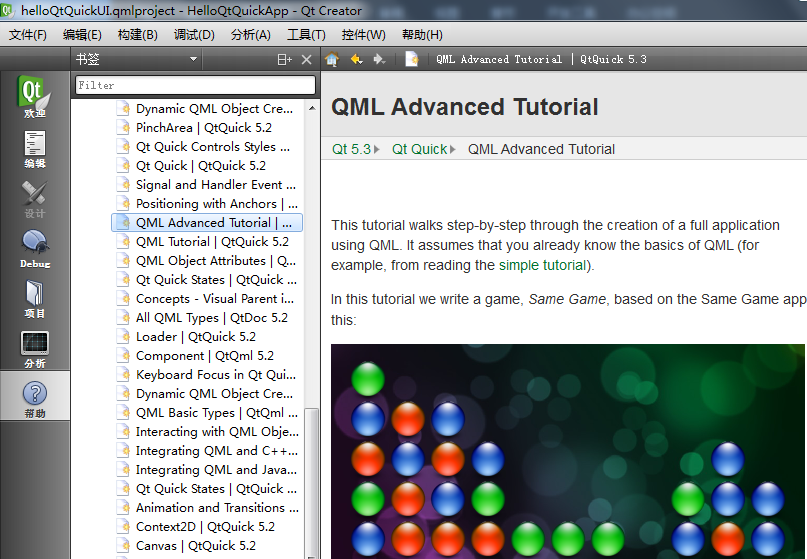 helloQtQuickUI.qmlproject - HelloQtQuickApp - Qt Creator
文件(F) 编辑(E) 构建(B) 调试(D) 分析(A) 工具(T) 控件(W) 帮助(H)
书签
QML Advanced Tutorial | QtQuick 5.3
Filter
Qt
欢迎
编辑
设计
Debug
项目
分析
帮助
Dynamic QML Object Cre...
PinchArea | QtQuick 5.2
Qt Quick Controls Styles ...
Qt Quick | QtQuick 5.2
Signal and Handler Event ...
Positioning with Anchors | ...
QML Advanced Tutorial | ...
QML Tutorial | QtQuick 5.2
QML Object Attributes | Q...
Qt Quick States | QtQuick ...
Concepts - Visual Parent i...
All QML Types | QtDoc 5.2
Loader | QtQuick 5.2
Component | QtQml 5.2
Keyboard Focus in Qt Qui...
Dynamic QML Object Cre...
QML Basic Types | QtQml ...
Interacting with QML Obje...
Integrating QML and C++...
Integrating QML and Java...
Qt Quick States | QtQuick ...
Animation and Transitions ...
Context2D | QtQuick 5.2
Canvas | QtQuick 5.2
QML Advanced Tutorial
Qt 5.3 Qt Quick QML Advanced Tutorial
This tutorial walks step-by-step through the creation of a full application
using QML. It assumes that you already know the basics of QML (for
example, from reading the simple tutorial).
In this tutorial we write a game, Same Game, based on the Same Game app
this: